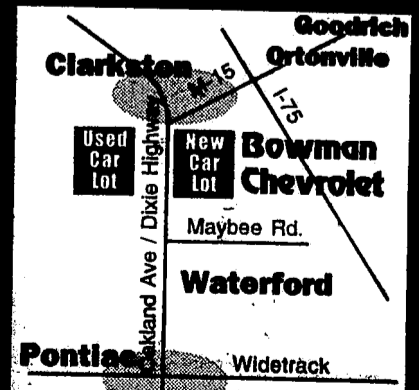 Goodrich
Ortonville
Clarkston
M-15
I-75
Used
Car
Lot
New
Car
Lot
Bowman
Chevrolet
Oakland Ave / Dixie Highway
Maybee Rd.
Waterford
Pontiac
Widetrack